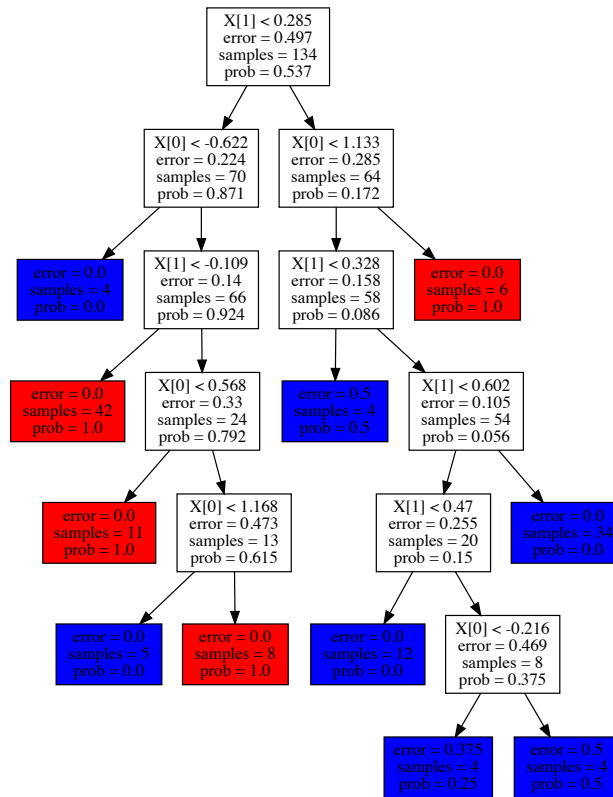 X[1] < 0.285
error = 0.497
samples = 134
prob = 0.537
X[0] < -0.622
error = 0.224
samples = 70
prob = 0.871
X[0] < 1.133
error = 0.285
samples = 64
prob = 0.172
error = 0.0
samples = 4
prob = 0.0
X[1] < -0.109
error = 0.14
samples = 66
prob = 0.924
X[1] < 0.328
error = 0.158
samples = 58
prob = 0.086
error = 0.0
samples = 6
prob = 1.0
error = 0.0
samples = 42
prob = 1.0
X[0] < 0.568
error = 0.33
samples = 24
prob = 0.792
error = 0.5
samples = 4
prob = 0.5
X[1] < 0.602
error = 0.105
samples = 54
prob = 0.056
error = 0.0
samples = 11
prob = 1.0
X[0] < 1.168
error = 0.473
samples = 13
prob = 0.615
X[1] < 0.47
error = 0.255
samples = 20
prob = 0.15
error = 0.0
samples = 34
prob = 0.0
error = 0.0
samples = 5
prob = 0.0
error = 0.0
samples = 8
prob = 1.0
error = 0.0
samples = 12
prob = 0.0
X[0] < -0.216
error = 0.469
samples = 8
prob = 0.375
error = 0.375
samples = 4
prob = 0.25
error = 0.5
samples = 4
prob = 0.5